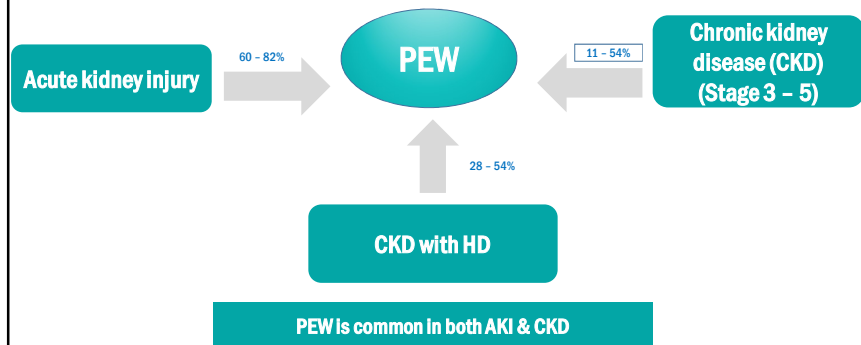 Acute kidney injury
60 – 82%
PEW
11 – 54%
Chronic kidney
disease (CKD)
(Stage 3 – 5)
28 – 54%
CKD with HD
PEW is common in both AKI & CKD